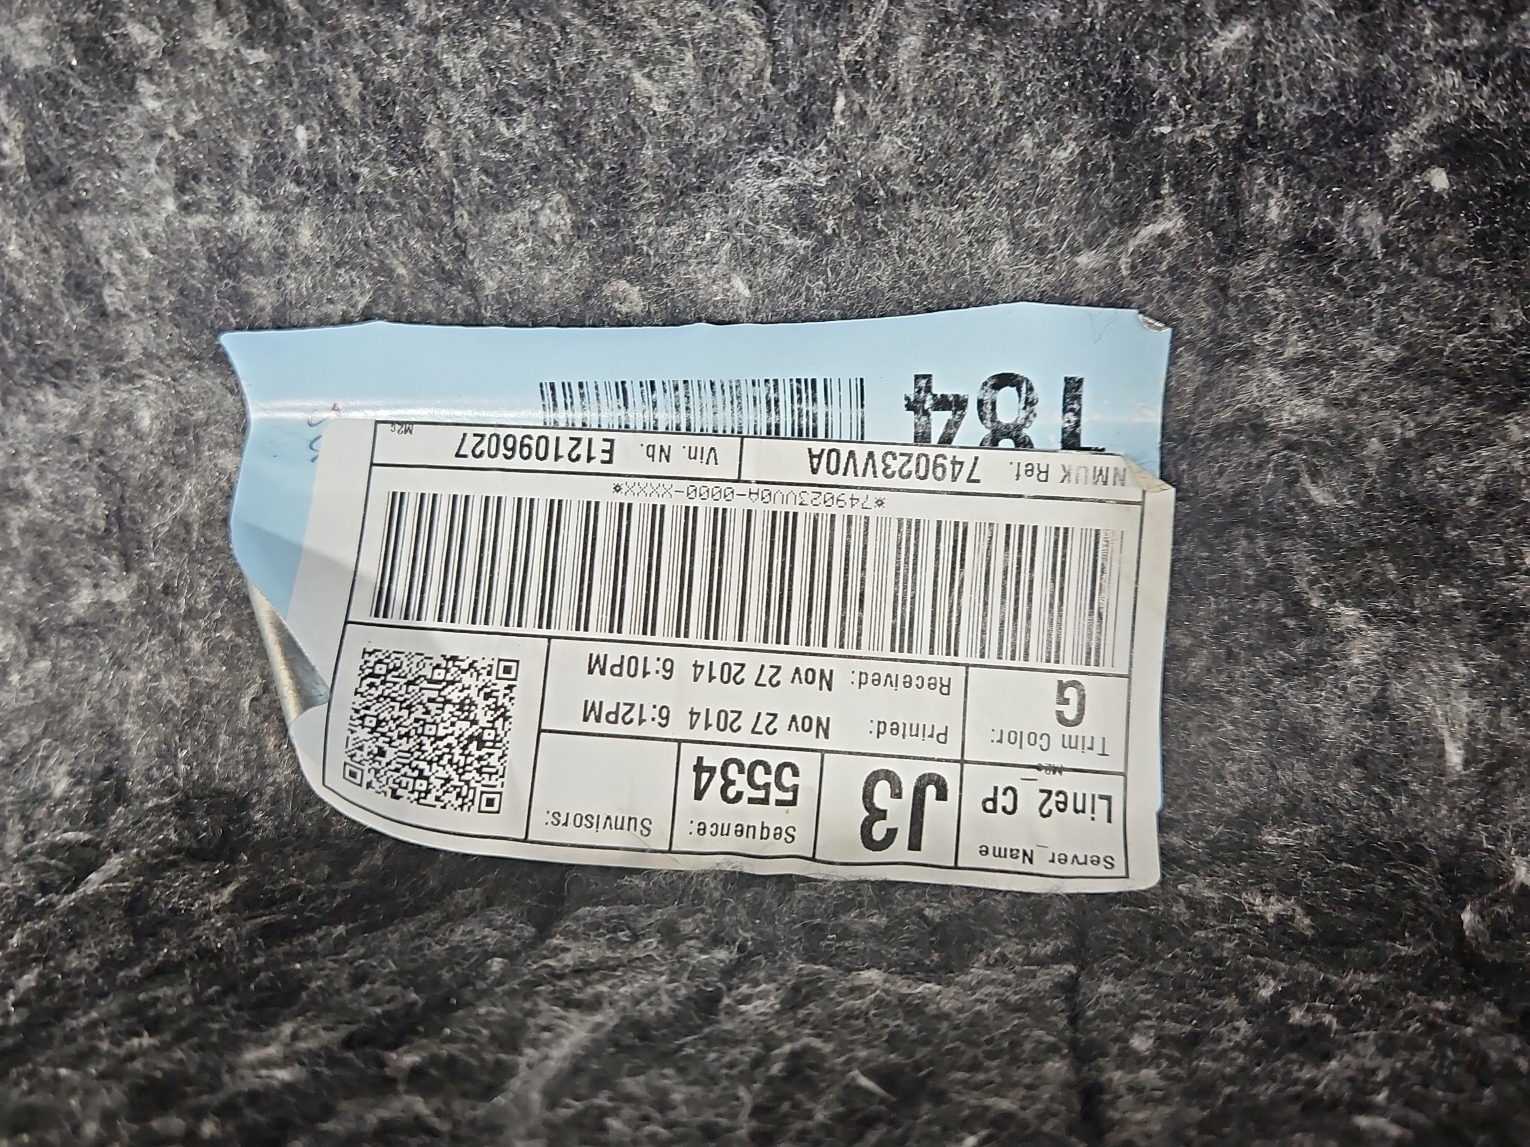 Server_Name
Line2_CP
J3
Sequence:
5534
Sunvisors:
Trim Color:
G
Printed: Nov 27 2014 6:12PM
Received: Nov 27 2014 6:10PM
*749023VV0A-0000-XXXX*
NMUK Ref. 749023VV0A
Vin. Nb. E121096027
184